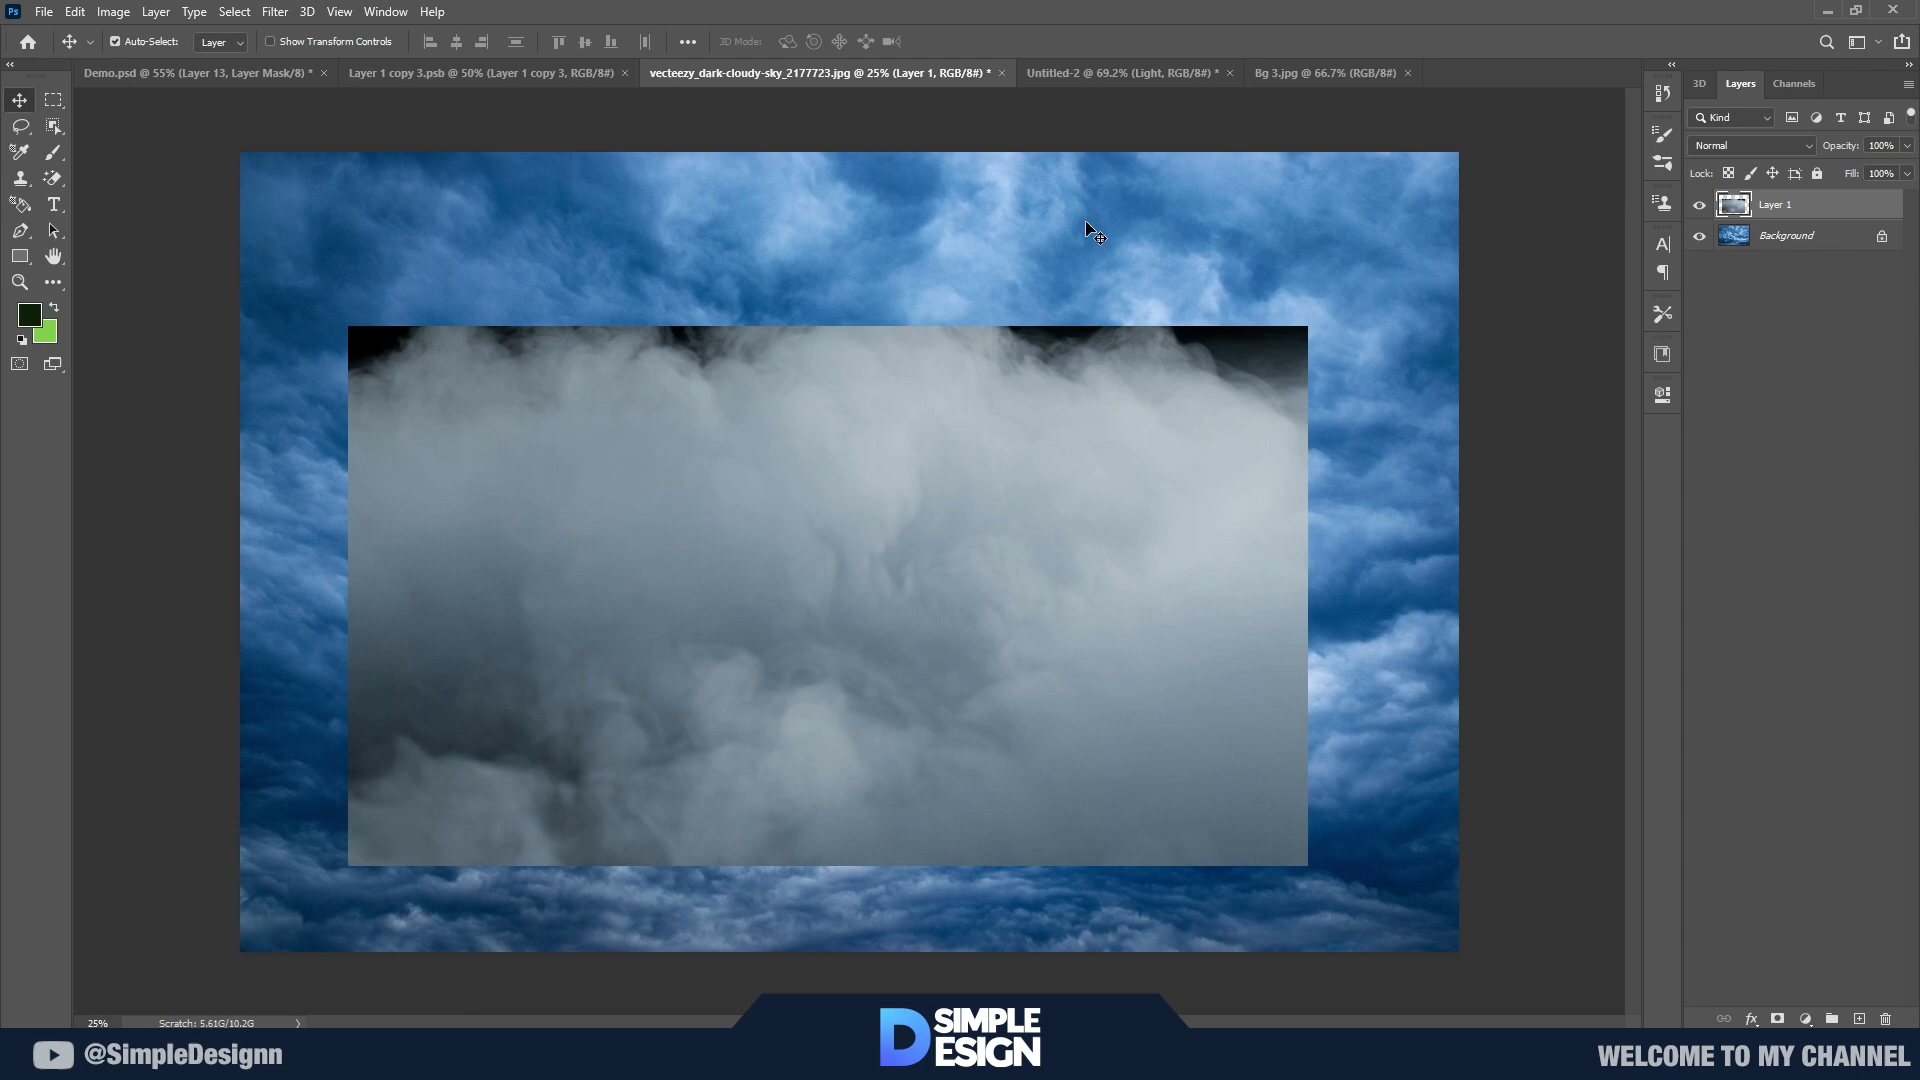 Ps File Edit Image Layer Type Select Filter 3D View Window Help
Auto-Select: Layer Show Transform Controls 3D Mode:
Demo.psd @ 55% (Layer 13, Layer Mask/8) * Layer 1 copy 3.psb @ 50% (Layer 1 copy 3, RGB/8#) vecteezy_dark-cloudy-sky_2177723.jpg @ 25% (Layer 1, RGB/8#) * Untitled-2 @ 69.2% (Light, RGB/8#) * Bg 3.jpg @ 66.7% (RGB/8#)
3D Layers Channels
Kind
Normal Opacity: 100%
Lock: Fill: 100%
Layer 1
Background
25% Scratch: 5.61G/10.2G
@SimpleDesignn
SIMPLE
DESIGN
WELCOME TO MY CHANNEL